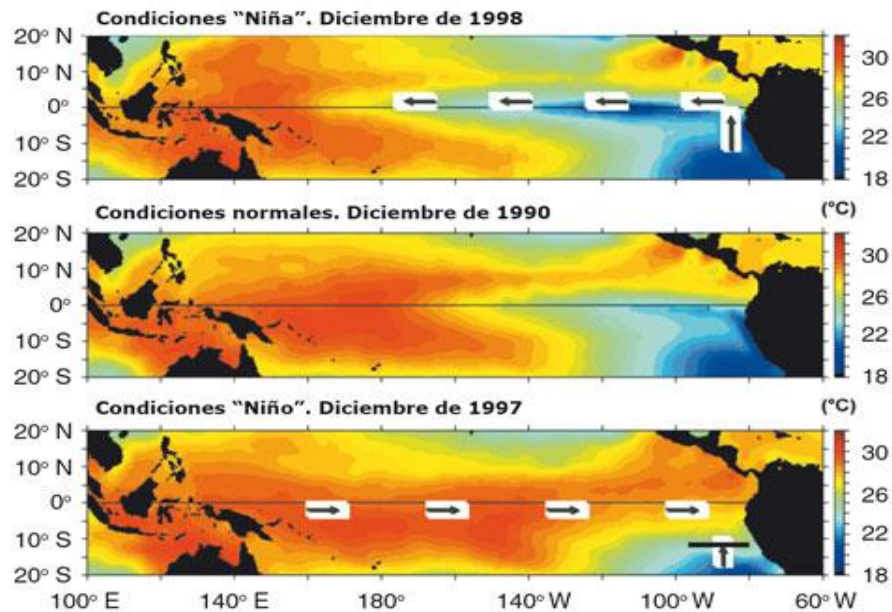 Condiciones “Niña”. Diciembre de 1998
20° N
10° N
0°
10° S
20° S
30
26
22
18
Condiciones normales. Diciembre de 1990
(°C)
20° N
10° N
0°
10° S
20° S
30
26
22
18
Condiciones “Niño”. Diciembre de 1997
(°C)
20° N
10° N
0°
10° S
20° S
30
26
22
18
100° E 140° E 180° 140° W 100° W 60° W